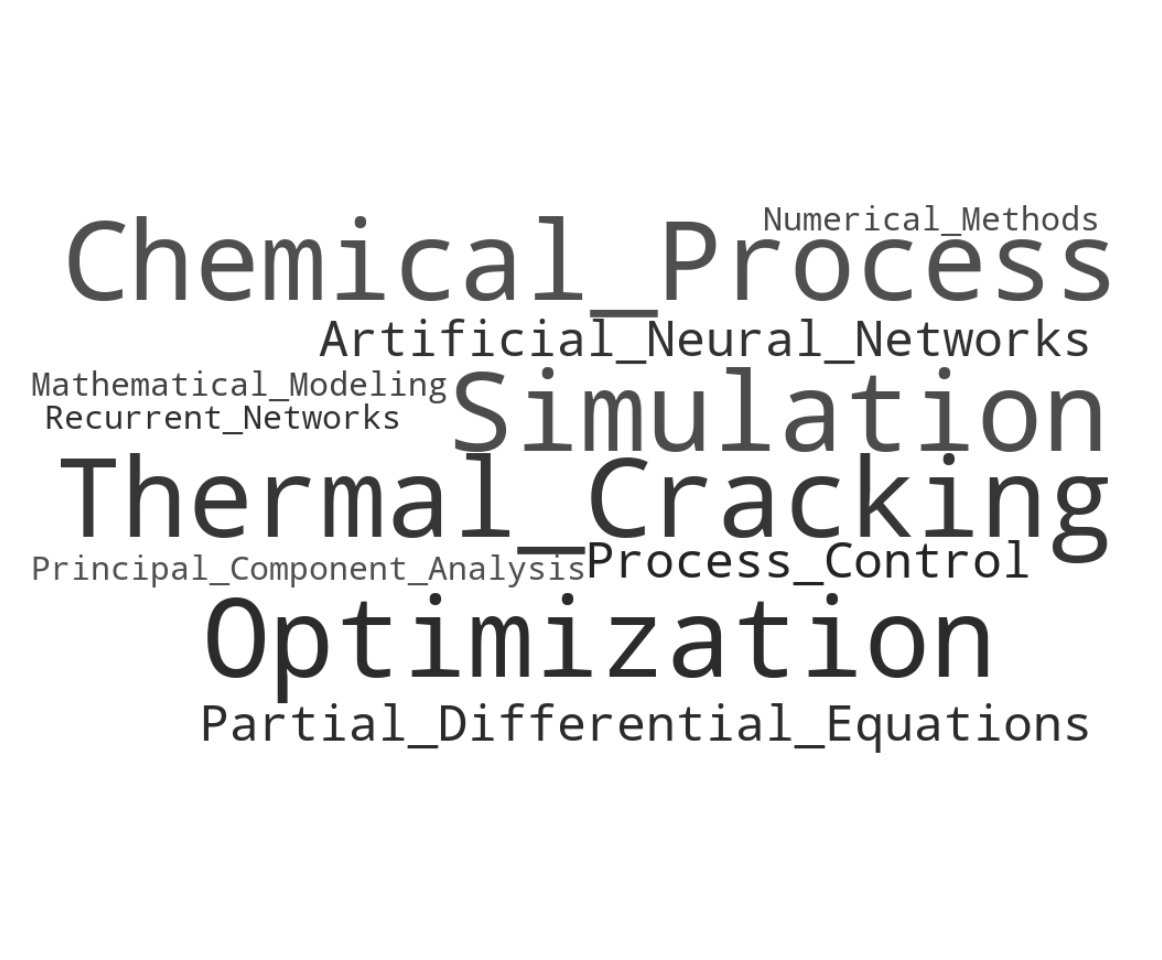 Numerical_Methods
Chemical_Process
Artificial_Neural_Networks
Mathematical_Modeling
Simulation
Recurrent_Networks
Thermal_Cracking
Principal_Component_Analysis
Process_Control
Optimization
Partial_Differential_Equations